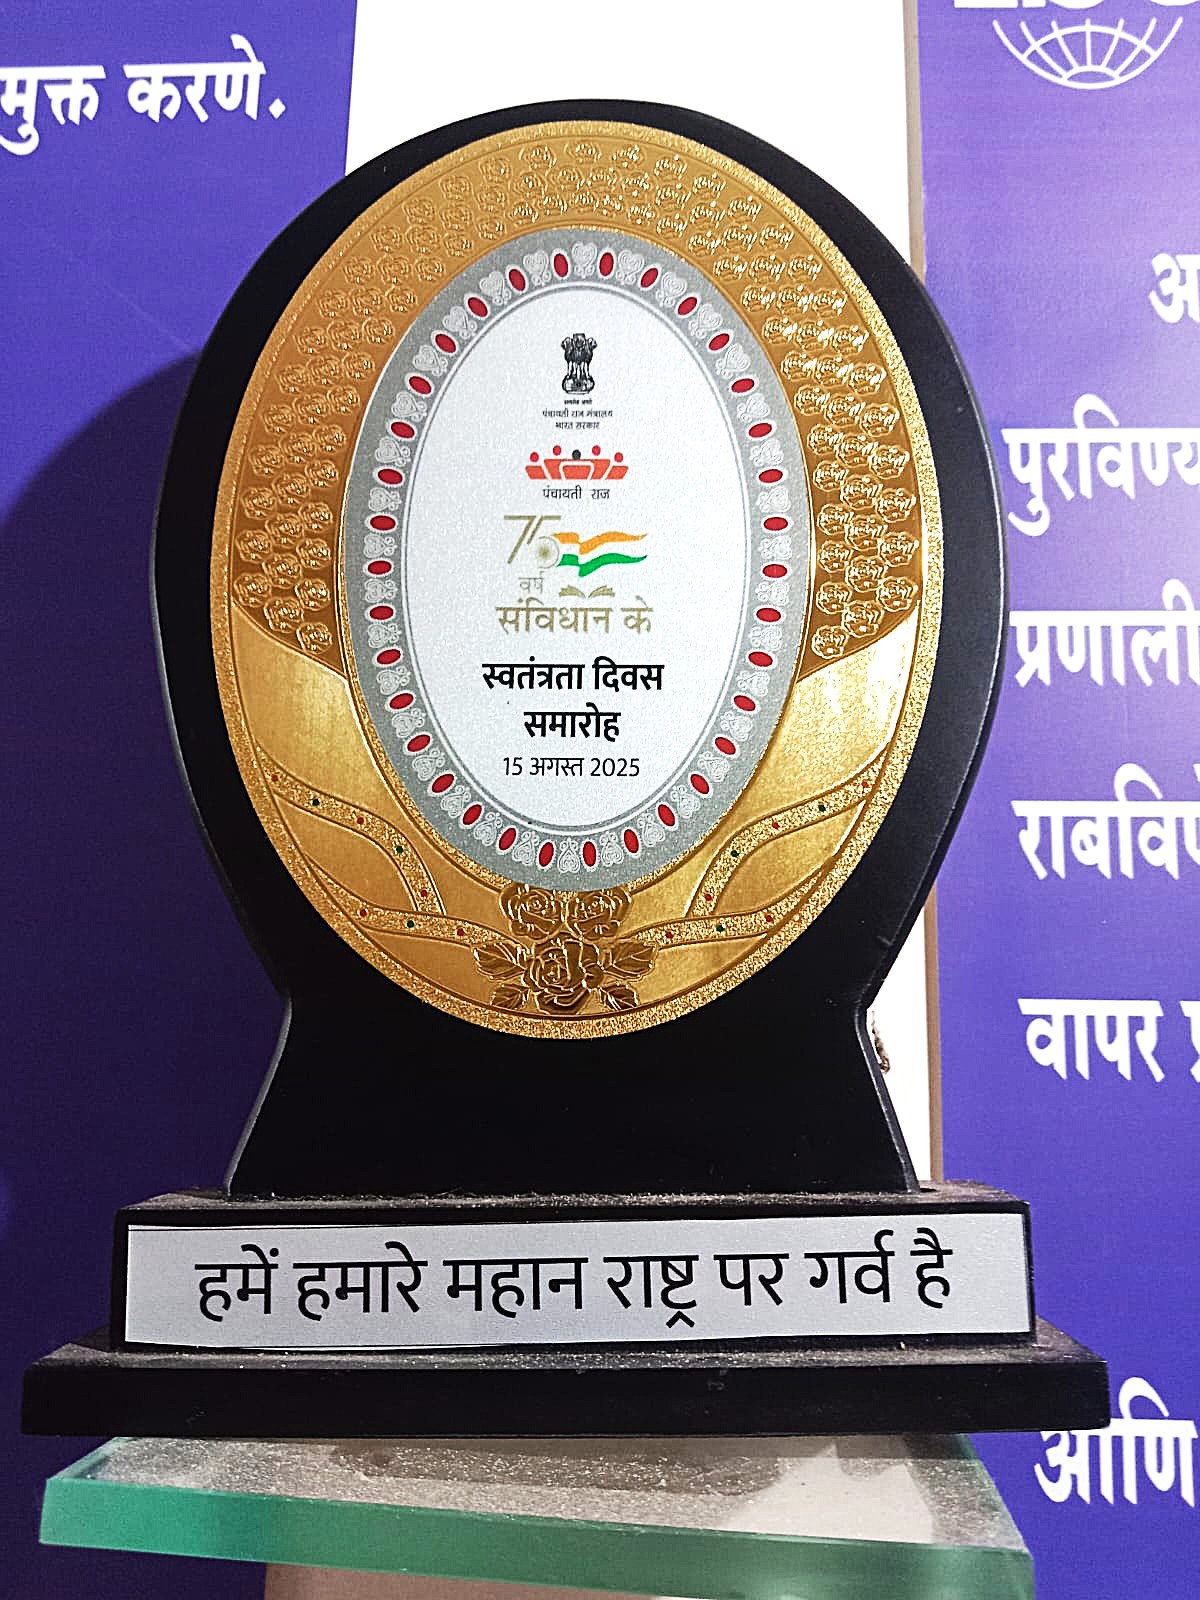 मुक्त करणे.
सत्यमेव जयते
पंचायती राज मंत्रालय
भारत सरकार
पंचायती राज
75
वर्ष
संविधान के
स्वतंत्रता दिवस
समारोह
15 अगस्त 2025
हमें हमारे महान राष्ट्र पर गर्व है
पुरविण्य
प्रणाली
वापर
आणि